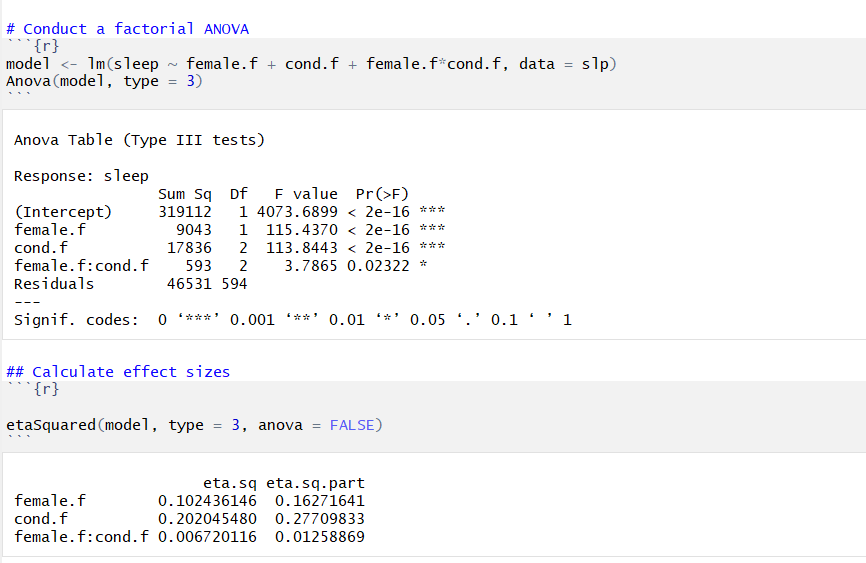 # Conduct a factorial ANOVA
```{r}
model <- lm(sleep ~ female.f + cond.f + female.f*cond.f, data = slp)
Anova(model, type = 3)
```
Anova Table (Type III tests)
Response: sleep
Sum Sq Df F value Pr(>F)
(Intercept) 319112 1 4073.6899 < 2e-16 ***
female.f 9043 1 115.4370 < 2e-16 ***
cond.f 17836 2 113.8443 < 2e-16 ***
female.f:cond.f 593 2 3.7865 0.02322 *
Residuals 46531 594
---
Signif. codes: 0 ‘***’ 0.001 ‘**’ 0.01 ‘*’ 0.05 ‘.’ 0.1 ‘ ’ 1
## Calculate effect sizes
```{r}
etaSquared(model, type = 3, anova = FALSE)
```
eta.sq eta.sq.part
female.f 0.102436146 0.16271641
cond.f 0.202045480 0.27709833
female.f:cond.f 0.006720116 0.01258869